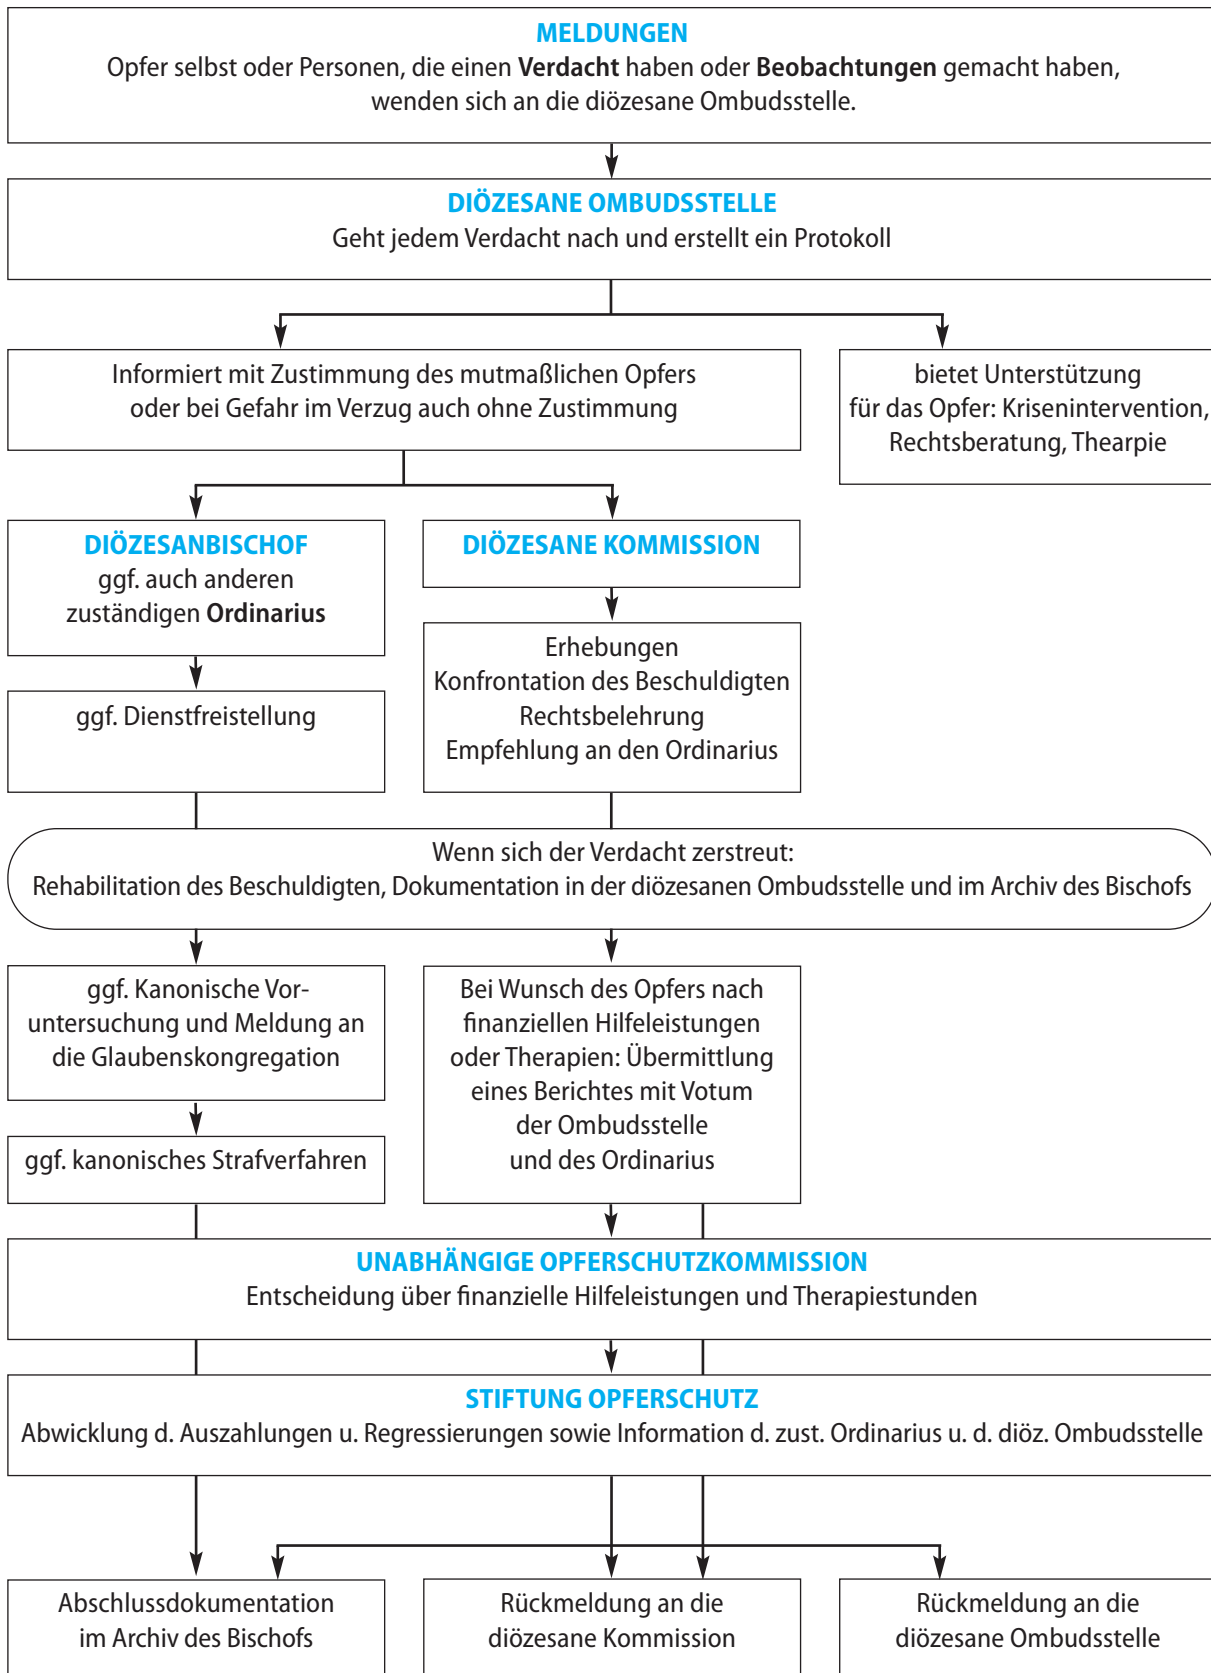 MELDUNGEN
Opfer selbst oder Personen, die einen Verdacht haben oder Beobachtungen gemacht haben,
wenden sich an die diözesane Ombudsstelle.
DIÖZESANE OMBUDSSTELLE
Geht jedem Verdacht nach und erstellt ein Protokoll
Informiert mit Zustimmung des mutmaßlichen Opfers
oder bei Gefahr im Verzug auch ohne Zustimmung
bietet Unterstützung
für das Opfer: Krisenintervention,
Rechtsberatung, Thearpie
DIÖZESANBISCHOF
ggf. auch anderen
zuständigen Ordinarius
DIÖZESANE KOMMISSION
ggf. Dienstfreistellung
Erhebungen
Konfrontation des Beschuldigten
Rechtsbelehrung
Empfehlung an den Ordinarius
Wenn sich der Verdacht zerstreut:
Rehabilitation des Beschuldigten, Dokumentation in der diözesanen Ombudsstelle und im Archiv des Bischofs
ggf. Kanonische Vor-
untersuchung und Meldung an
die Glaubenskongregation
ggf. kanonisches Strafverfahren
Bei Wunsch des Opfers nach
finanziellen Hilfeleistungen
oder Therapien: Übermittlung
eines Berichtes mit Votum
der Ombudsstelle
und des Ordinarius
UNABHÄNGIGE OPFERSCHUTZKOMMISSION
Entscheidung über finanzielle Hilfeleistungen und Therapiestunden
STIFTUNG OPFERSCHUTZ
Abwicklung d. Auszahlungen u. Regressierungen sowie Information d. zust. Ordinarius u. d. diöz. Ombudsstelle
Abschlussdokumentation
im Archiv des Bischofs
Rückmeldung an die
diözesane Kommission
Rückmeldung an die
diözesane Ombudsstelle